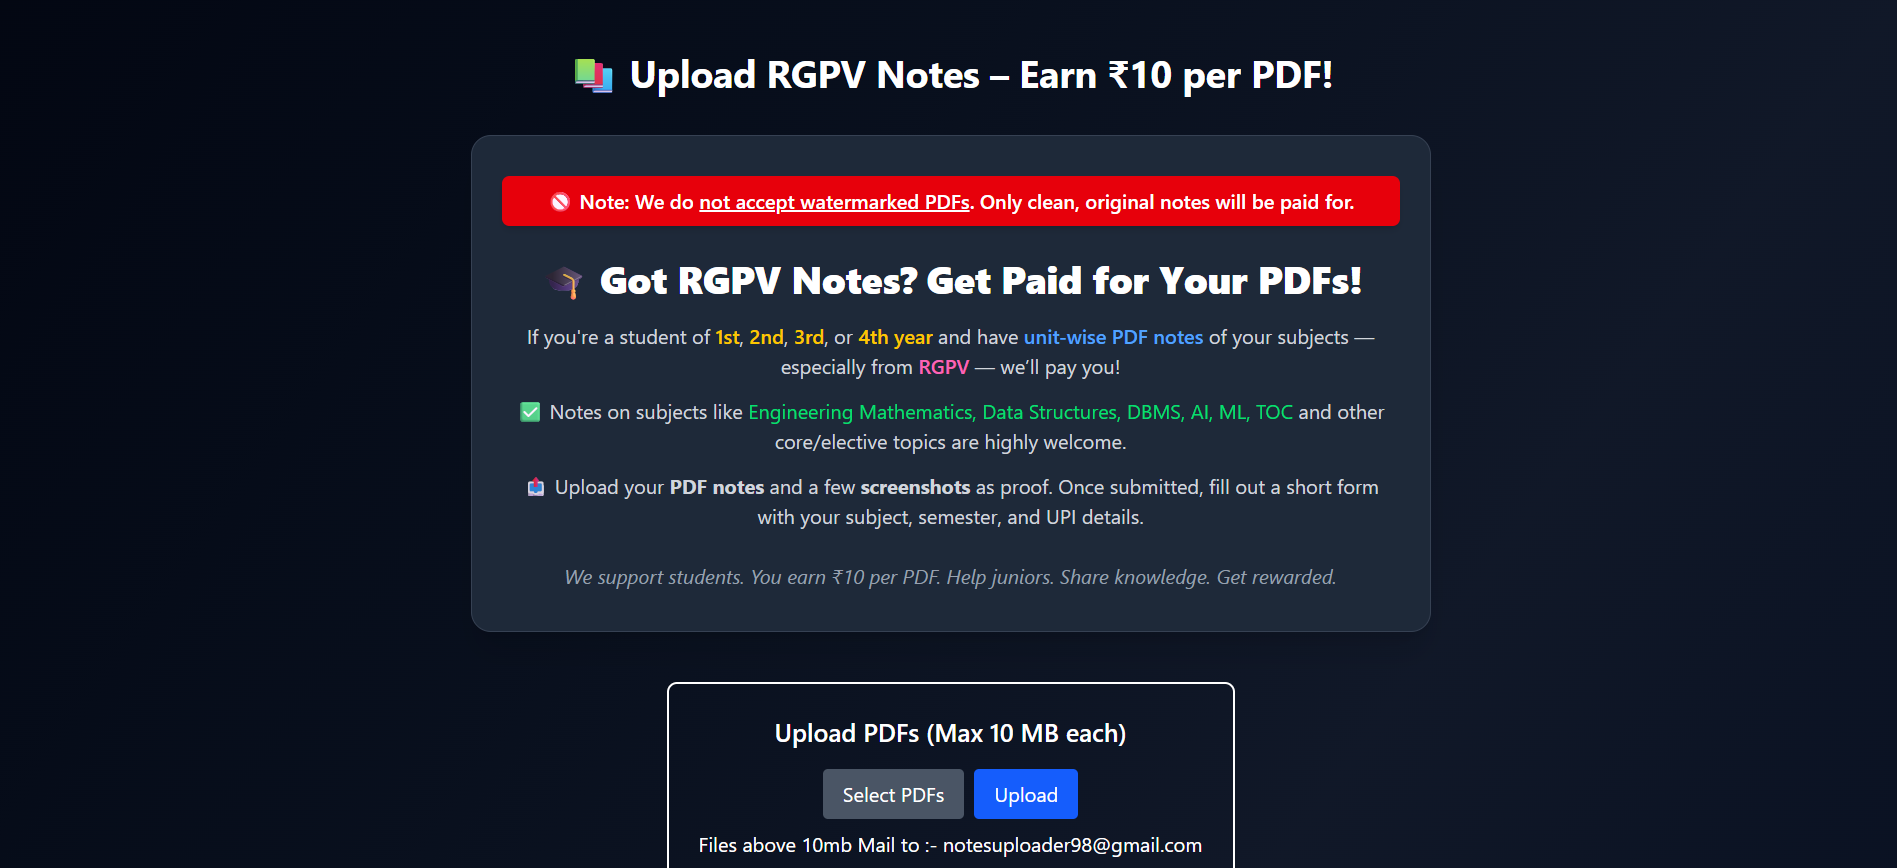 📚 Upload RGPV Notes – Earn ₹10 per PDF!
🚫 Note: We do not accept watermarked PDFs. Only clean, original notes will be paid for.
🎓 Got RGPV Notes? Get Paid for Your PDFs!
If you're a student of 1st, 2nd, 3rd, or 4th year and have unit-wise PDF notes of your subjects —
especially from RGPV — we’ll pay you!
✅ Notes on subjects like Engineering Mathematics, Data Structures, DBMS, AI, ML, TOC and other
core/elective topics are highly welcome.
📤 Upload your PDF notes and a few screenshots as proof. Once submitted, fill out a short form
with your subject, semester, and UPI details.
We support students. You earn ₹10 per PDF. Help juniors. Share knowledge. Get rewarded.
Upload PDFs (Max 10 MB each)
Select PDFs Upload
Files above 10mb Mail to :- notesuploader98@gmail.com